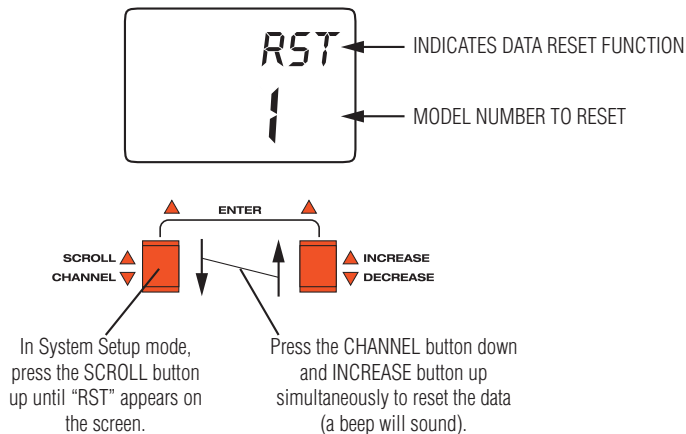 RST
INDICATES DATA RESET FUNCTION
1
MODEL NUMBER TO RESET
ENTER
SCROLL
CHANNEL
INCREASE
DECREASE
In System Setup mode,
press the SCROLL button
up until “RST” appears on
the screen.
Press the CHANNEL button down
and INCREASE button up
simultaneously to reset the data
(a beep will sound).